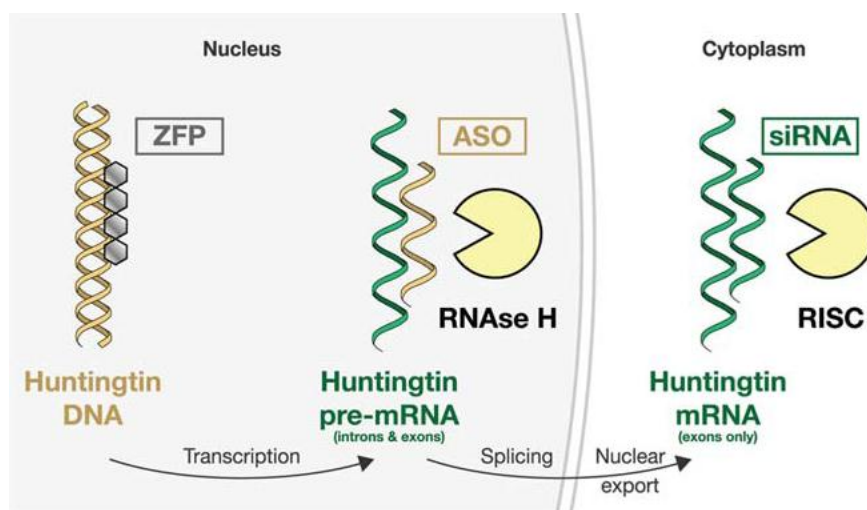 Nucleus
Cytoplasm
ZFP
ASO
siRNA
RNAse H
RISC
Huntingtin
DNA
Huntingtin
pre-mRNA
(introns & exons)
Huntingtin
mRNA
(exons only)
Transcription
Splicing
Nuclear
export